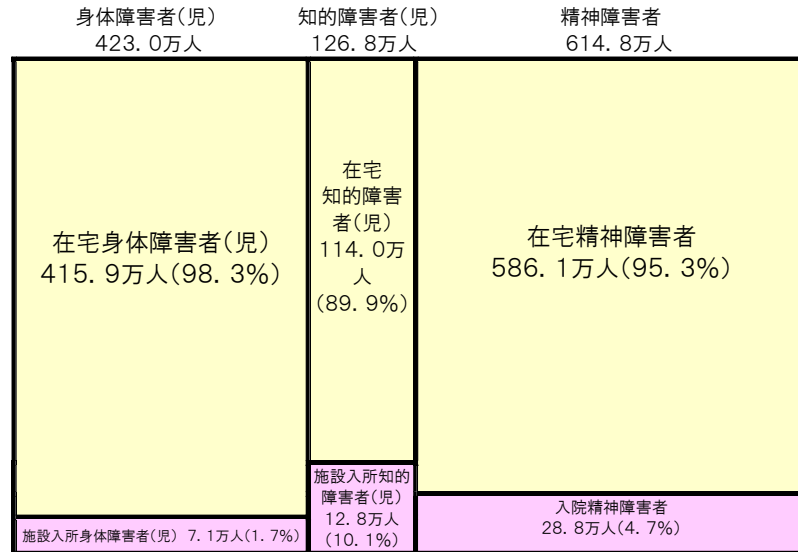 身体障害者(児)
423.0万人
知的障害者(児)
126.8万人
精神障害者
614.8万人
在宅身体障害者(児)
415.9万人(98.3%)
在宅
知的障害
者(児)
114.0万
人
(89.9%)
在宅精神障害者
586.1万人(95.3%)
施設入所身体障害者(児) 7.1万人(1.7%)
施設入所知的
障害者(児)
12.8万人
(10.1%)
入院精神障害者
28.8万人(4.7%)